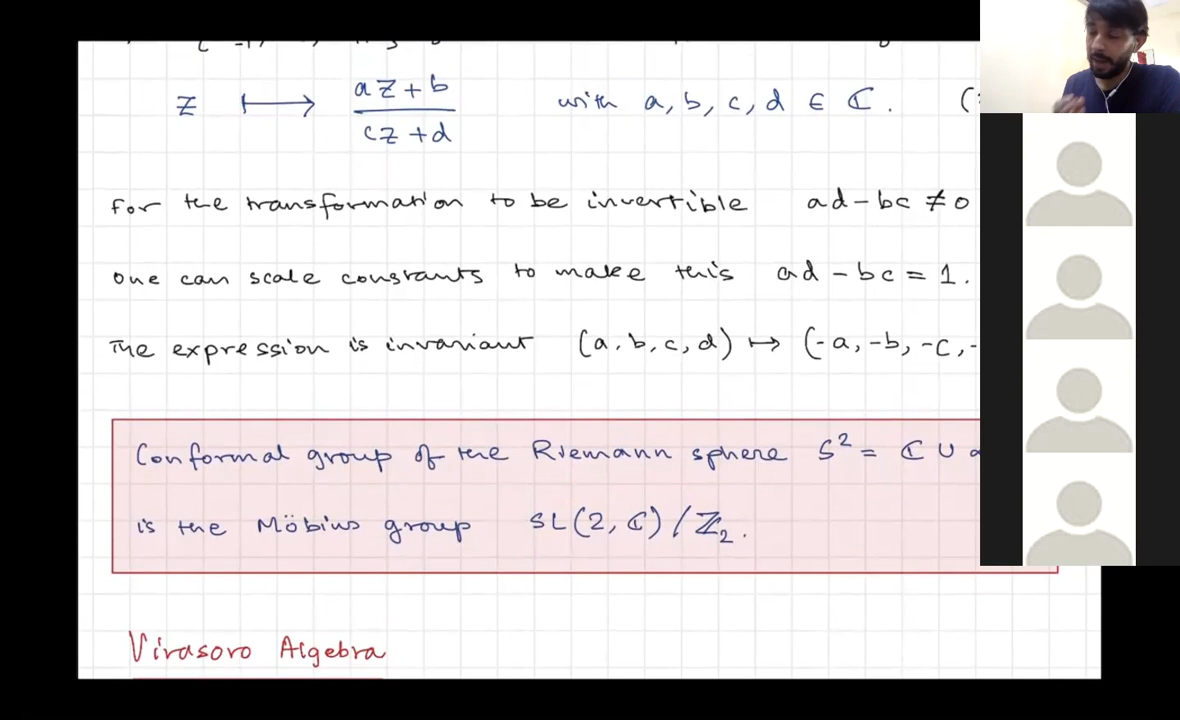 z ⟼ az + b / cz + d with a, b, c, d ∈ ℂ. (
For the transformation to be invertible ad - bc ≠ 0
one can scale constants to make this ad - bc = 1.
The expression is invariant (a, b, c, d) ↦ (-a, -b, -c, -
Conformal group of the Riemann sphere S² = ℂ ∪
is the Möbius group SL(2, ℂ) / ℤ₂.
Virasoro Algebra